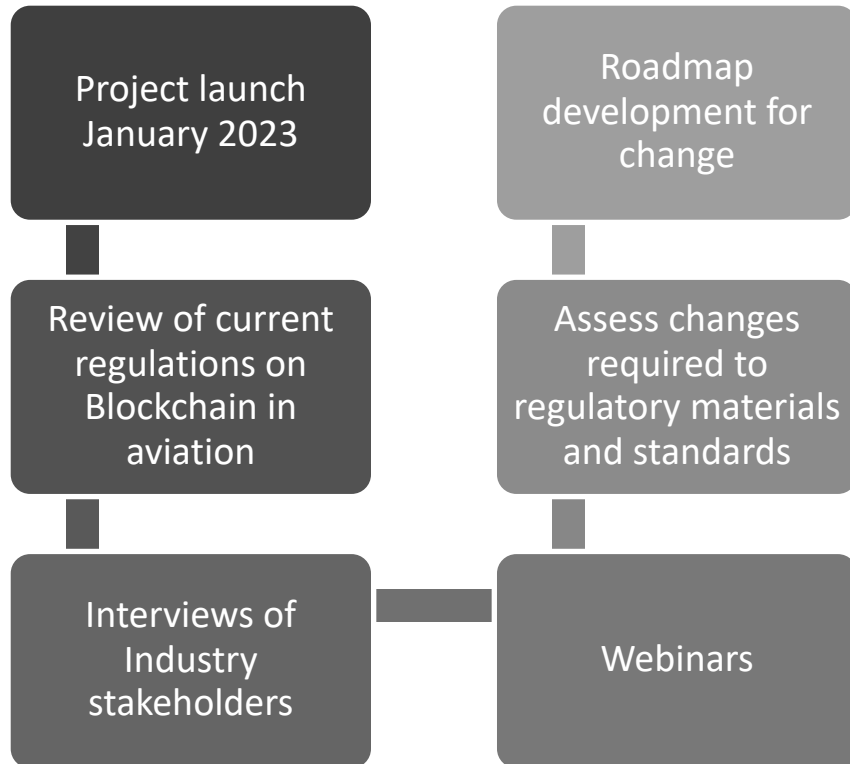 Project launch
January 2023
Review of current
regulations on
Blockchain in
aviation
Interviews of
Industry
stakeholders
Webinars
Assess changes
required to
regulatory materials
and standards
Roadmap
development for
change